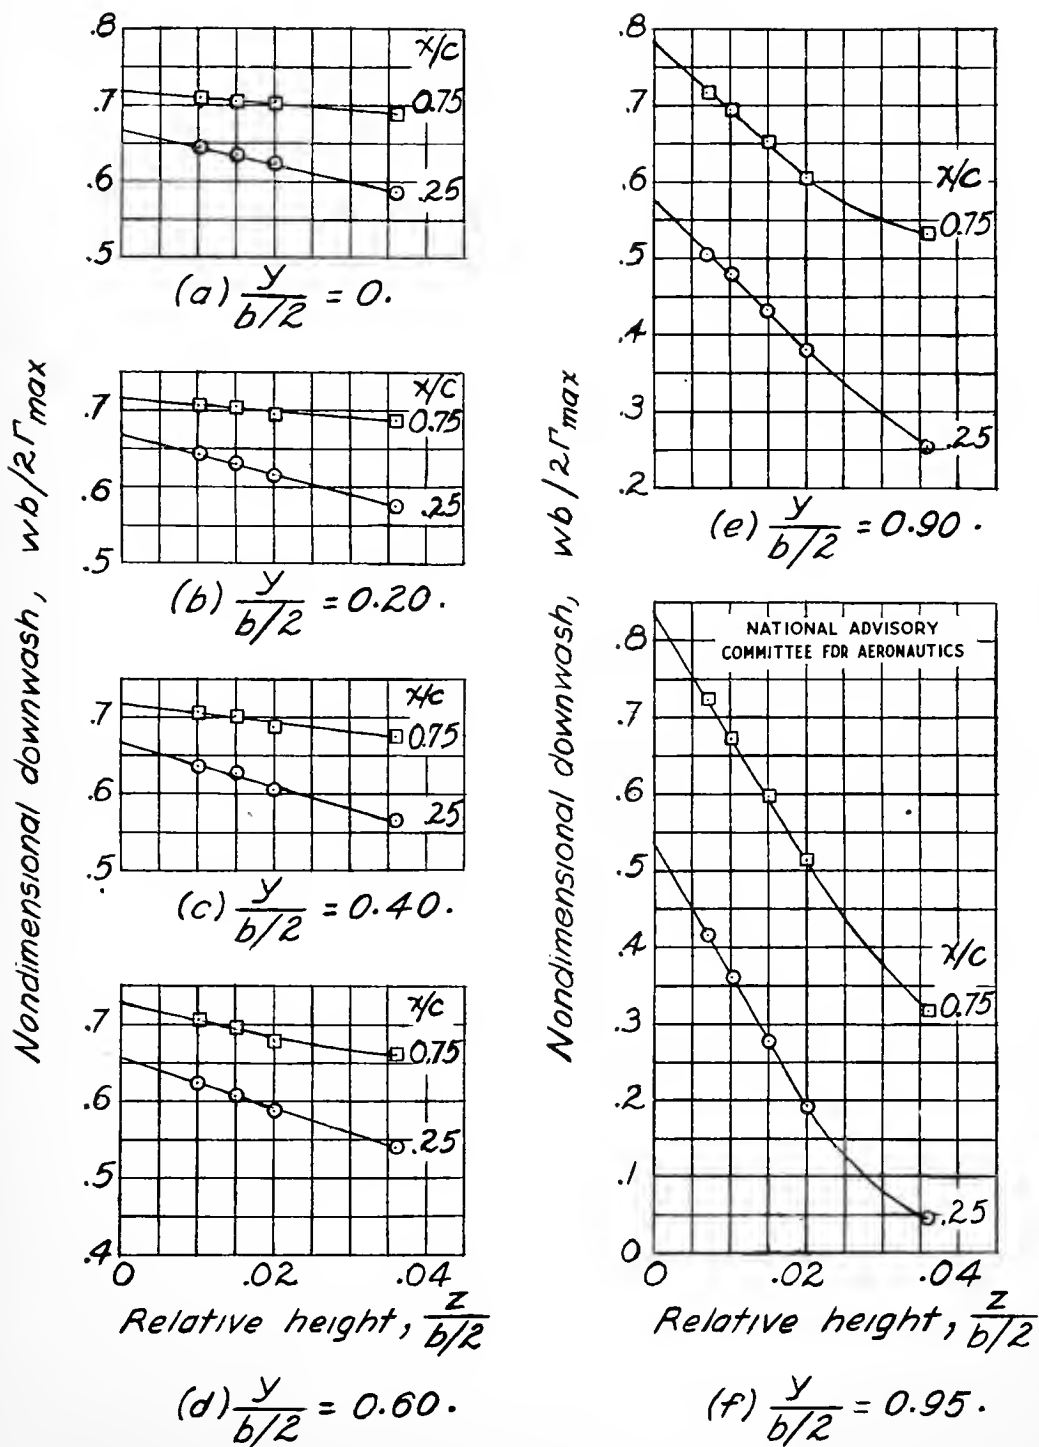 Nondimensional downwash, wb/2Γmax
.8
.7
.6
.5
x/c
0.75
.25
(a) y/b/2 = 0.
.7
.6
.5
x/c
0.75
.25
(b) y/b/2 = 0.20.
.7
.6
.5
x/c
0.75
.25
(c) y/b/2 = 0.40.
.7
.6
.5
.4
x/c
0.75
.25
0 .02 .04
Relative height, z/b/2
(d) y/b/2 = 0.60.
Nondimensional downwash, wb/2Γmax
.8
.7
.6
.5
.4
.3
.2
x/c
0.75
.25
(e) y/b/2 = 0.90.
NATIONAL ADVISORY
COMMITTEE FOR AERONAUTICS
.8
.7
.6
.5
.4
.3
.2
.1
0
x/c
0.75
.25
0 .02 .04
Relative height, z/b/2
(f) y/b/2 = 0.95.